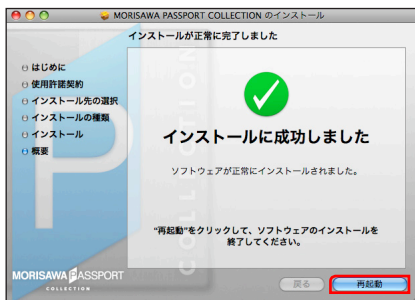 MORISAWA PASSPORT COLLECTION のインストール
インストールが正常に完了しました
はじめに
使用許諾契約
インストール先の選択
インストールの種類
インストール
概要
インストールに成功しました
ソフトウェアが正常にインストールされました。
"再起動"をクリックして、ソフトウェアのインストールを
終了してください。
MORISAWA PASSPORT
COLLECTION
戻る
再起動